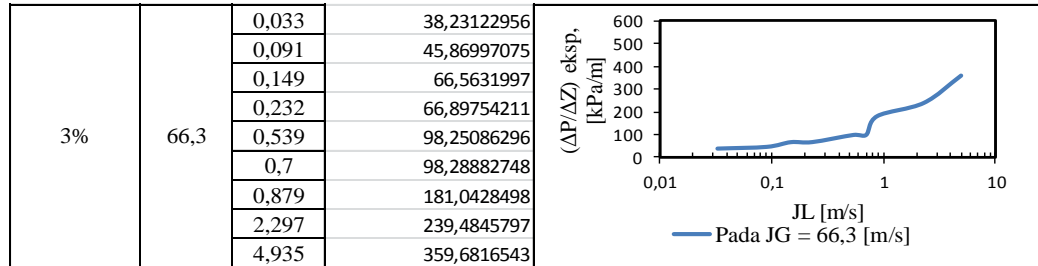 0,033 38,23122956
0,091 45,86997075
0,149 66,5631997
0,232 66,89754211
3% 66,3 0,539 98,25086296
0,7 98,28882748
0,879 181,0428498
2,297 239,4845797
4,935 359,6816543
(ΔP/ΔZ) eksp,
[kPa/m]
600
500
400
300
200
100
0
0,01 0,1 1 10
JL [m/s]
Pada JG = 66,3 [m/s]